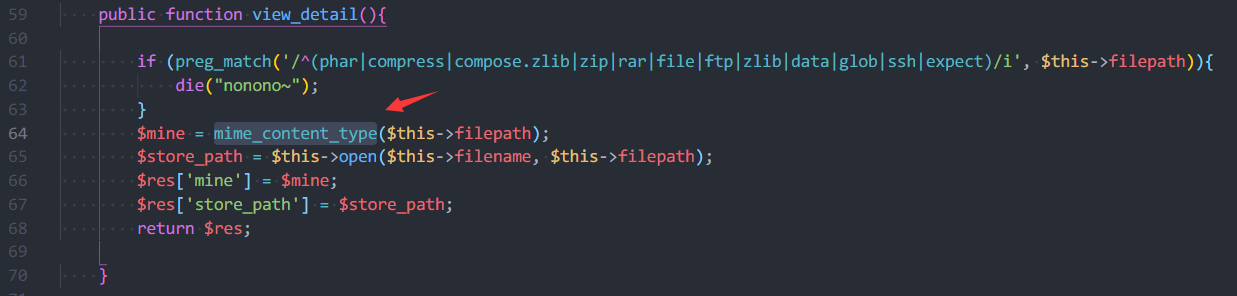 59 public function view_detail(){
60
61 if (preg_match('/^(phar|compress|compose.zlib|zip|rar|file|ftp|zlib|data|glob|ssh|expect)/i', $this->filepath)){
62 die("nonono~");
63 }
64 $mine = mime_content_type($this->filepath);
65 $store_path = $this->open($this->filename, $this->filepath);
66 $res['mine'] = $mine;
67 $res['store_path'] = $store_path;
68 return $res;
69
70 }